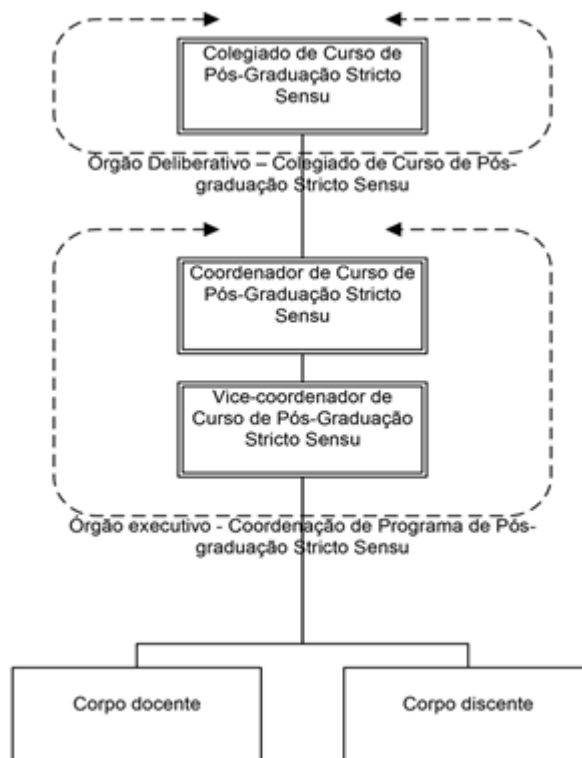 Colegiado de Curso de
Pós-Graduação Stricto
Sensu
Órgão Deliberativo – Colegiado de Curso de Pós-
graduação Stricto Sensu
Coordenador de Curso de
Pós-Graduação Stricto
Sensu
Vice-coordenador de
Curso de Pós-Graduação
Stricto Sensu
Órgão executivo - Coordenação de Programa de Pós-
graduação Stricto Sensu
Corpo docente
Corpo discente